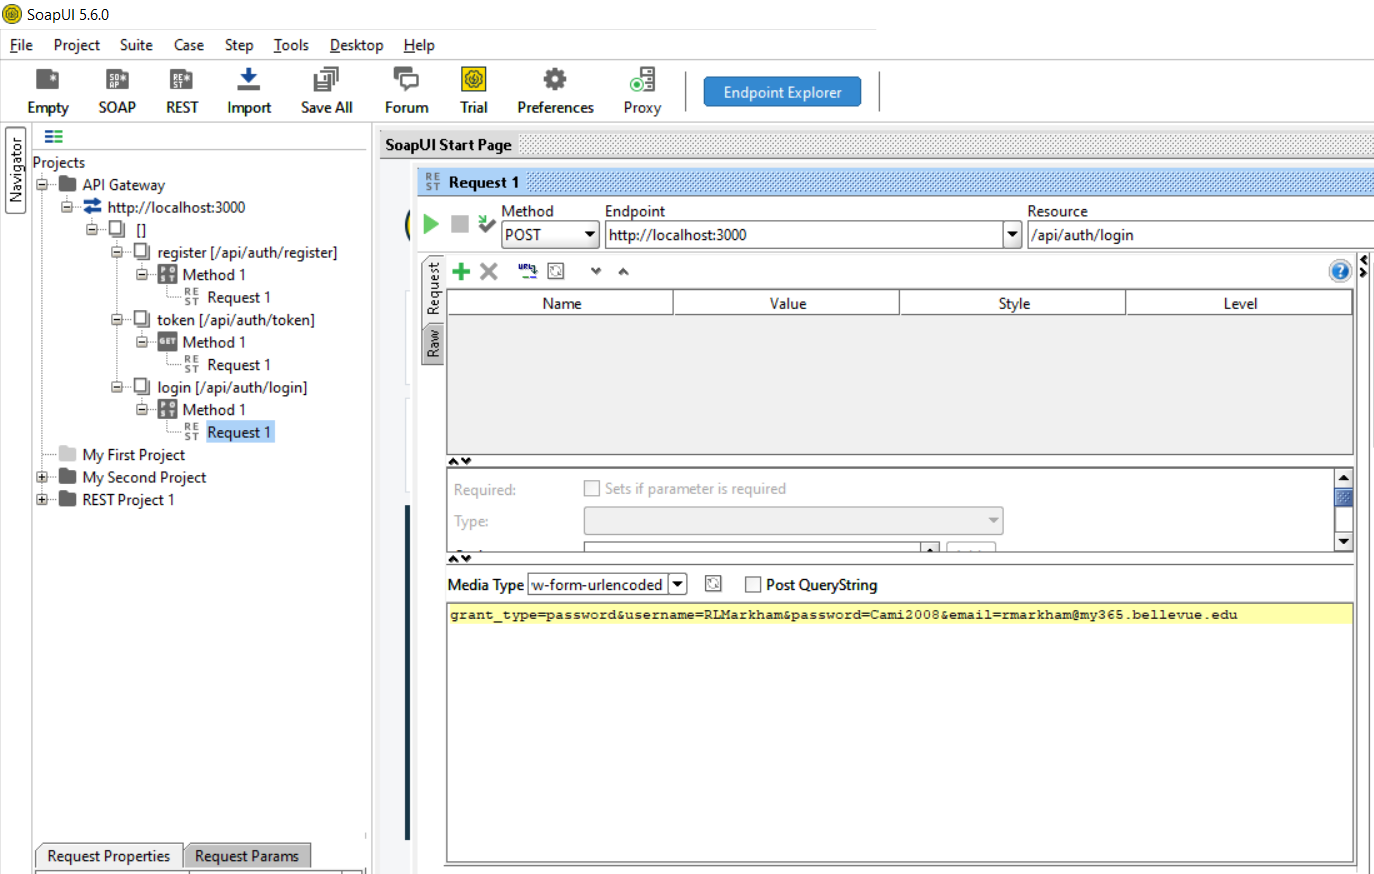 SoapUI 5.6.0
File Project Suite Case Step Tools Desktop Help
Empty SOAP REST Import Save All Forum Trial Preferences Proxy Endpoint Explorer
Navigator
Projects
API Gateway
http://localhost:3000
[]
register [/api/auth/register]
Method 1
Request 1
token [/api/auth/token]
Method 1
Request 1
login [/api/auth/login]
Method 1
Request 1
My First Project
My Second Project
REST Project 1
Request Properties Request Params
SoapUI Start Page
Request 1
Method Endpoint Resource
POST http://localhost:3000 /api/auth/login
Request
Raw
Name Value Style Level
Required: Sets if parameter is required
Type:
Media Type w-form-urlencoded Post QueryString
grant_type=password&username=RLMarkham&password=Cami2008&email=rmarkham@my365.bellevue.edu